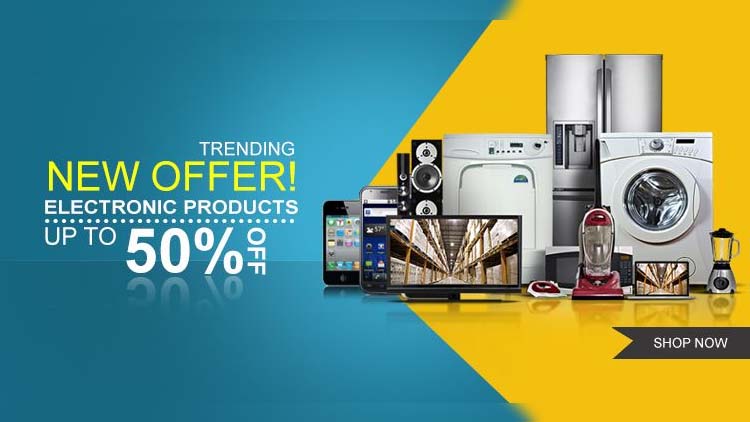 TRENDING
NEW OFFER!
ELECTRONIC PRODUCTS
UP TO 50% OFF
SHOP NOW